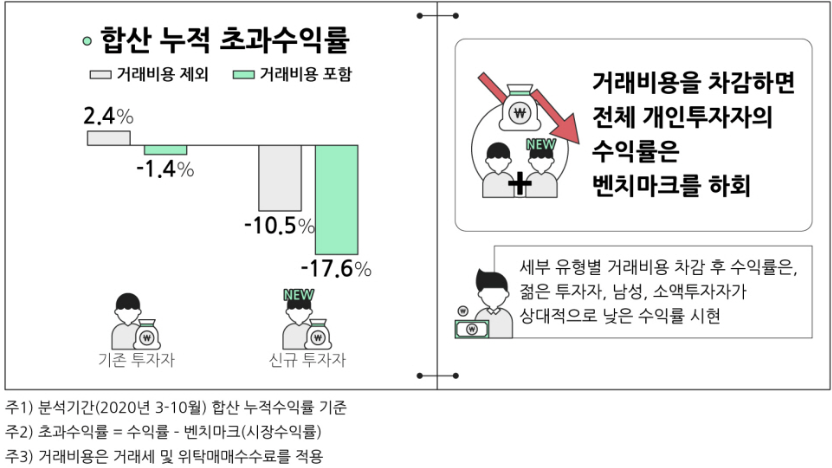 합산 누적 초과수익률
거래비용 제외 거래비용 포함
2.4%
-1.4%
-10.5%
-17.6%
NEW
기존 투자자 신규 투자자
거래비용을 차감하면
전체 개인투자자의
수익률은
벤치마크를 하회
₩
NEW
+
세부 유형별 거래비용 차감 후 수익률은,
젊은 투자자, 남성, 소액투자자가
상대적으로 낮은 수익률 시현
주1) 분석기간(2020년 3-10월) 합산 누적수익률 기준
주2) 초과수익률 = 수익률 - 벤치마크(시장수익률)
주3) 거래비용은 거래세 및 위탁매매수수료를 적용